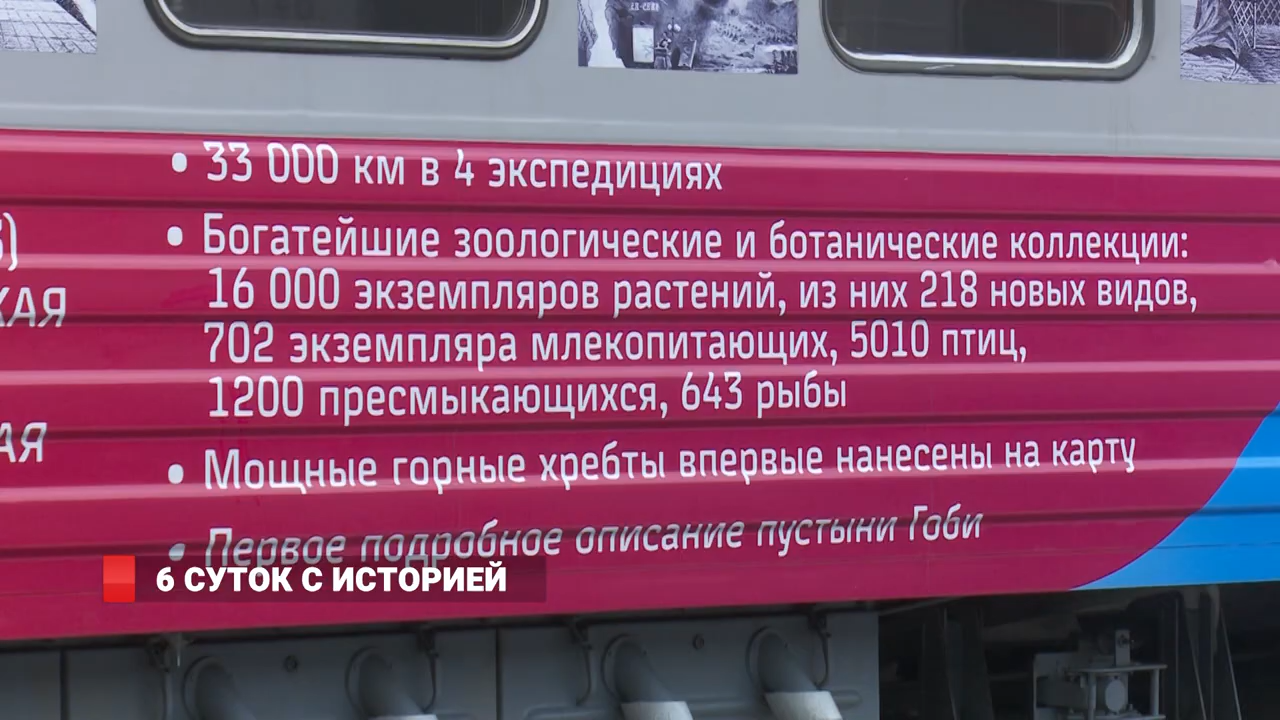 • 33 000 км в 4 экспедициях
• Богатейшие зоологические и ботанические коллекции:
16 000 экземпляров растений, из них 218 новых видов,
702 экземпляра млекопитающих, 5010 птиц,
1200 пресмыкающихся, 643 рыбы
• Мощные горные хребты впервые нанесены на карту
• Первое подробное описание пустыни Гоби
6 СУТОК С ИСТОРИЕЙ